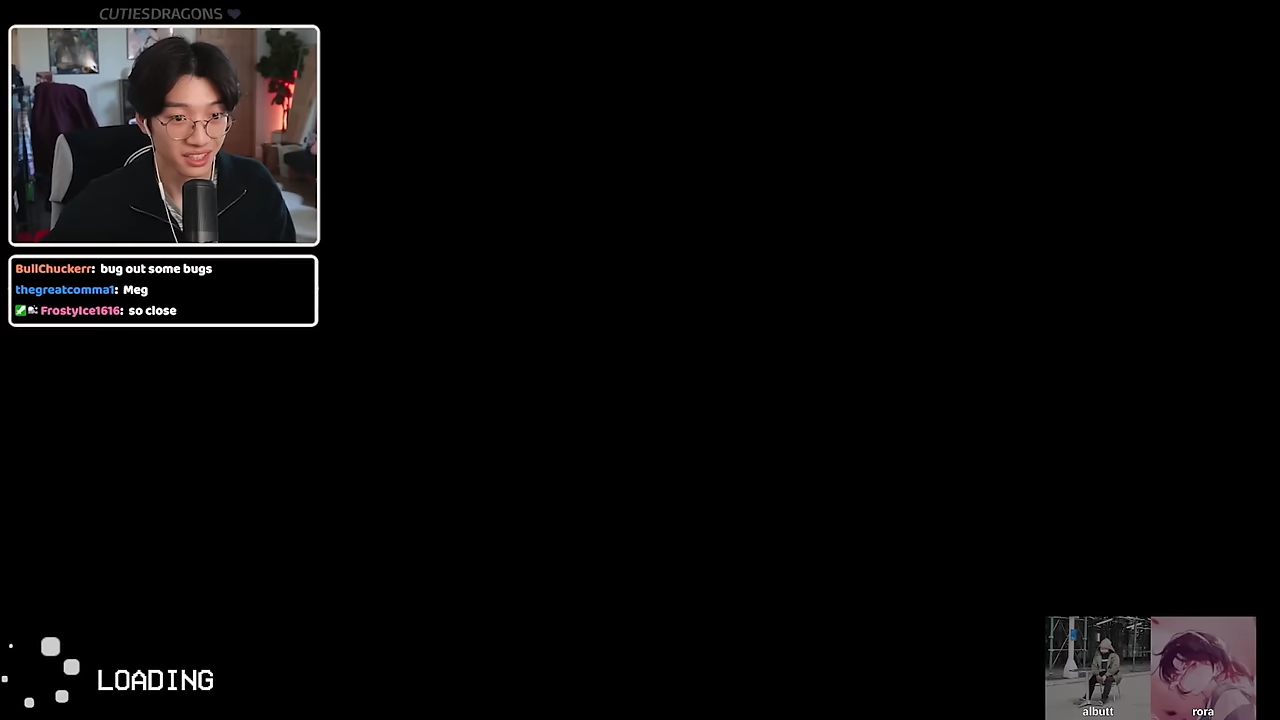 CUTIESDRAGONS
BullChuckerr: bug out some bugs
thegreatcomma1: Meg
FrostyIce1616: so close
LOADING
albutt
rora